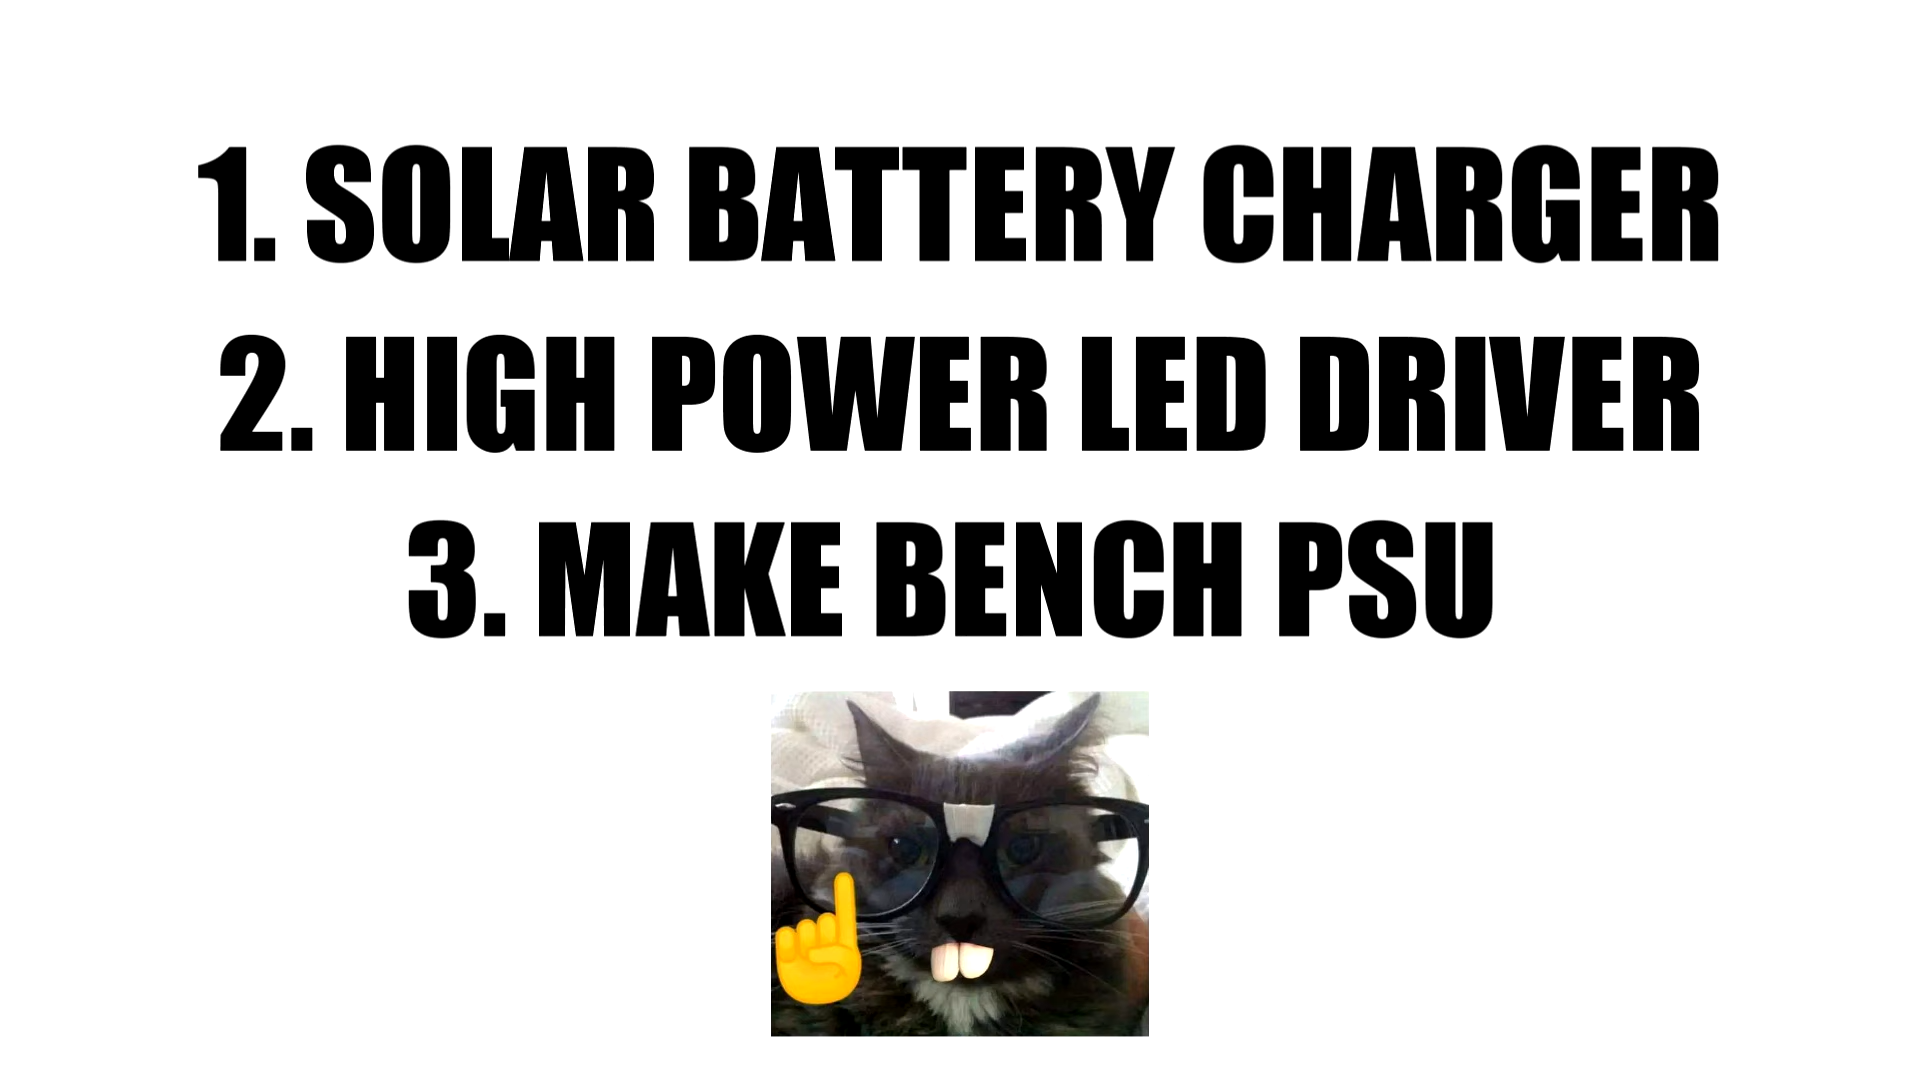 1. SOLAR BATTERY CHARGER
2. HIGH POWER LED DRIVER
3. MAKE BENCH PSU